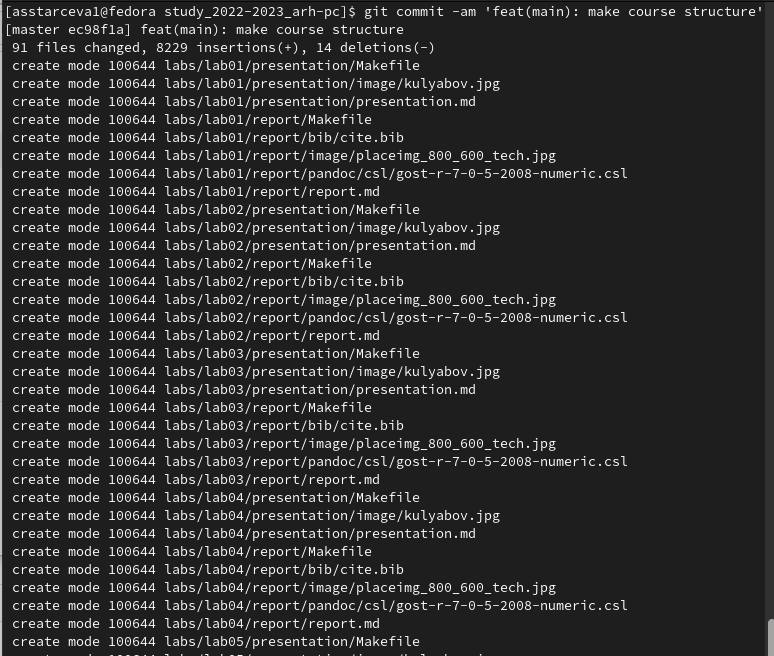 [asstarceva1@fedora study_2022-2023_arh-pc]$ git commit -am 'feat(main): make course structure'
[master ec98f1a] feat(main): make course structure
 91 files changed, 8229 insertions(+), 14 deletions(-)
 create mode 100644 labs/lab01/presentation/Makefile
 create mode 100644 labs/lab01/presentation/image/kulyabov.jpg
 create mode 100644 labs/lab01/presentation/presentation.md
 create mode 100644 labs/lab01/report/Makefile
 create mode 100644 labs/lab01/report/bib/cite.bib
 create mode 100644 labs/lab01/report/image/placeimg_800_600_tech.jpg
 create mode 100644 labs/lab01/report/pandoc/csl/gost-r-7-0-5-2008-numeric.csl
 create mode 100644 labs/lab01/report/report.md
 create mode 100644 labs/lab02/presentation/Makefile
 create mode 100644 labs/lab02/presentation/image/kulyabov.jpg
 create mode 100644 labs/lab02/presentation/presentation.md
 create mode 100644 labs/lab02/report/Makefile
 create mode 100644 labs/lab02/report/bib/cite.bib
 create mode 100644 labs/lab02/report/image/placeimg_800_600_tech.jpg
 create mode 100644 labs/lab02/report/pandoc/csl/gost-r-7-0-5-2008-numeric.csl
 create mode 100644 labs/lab02/report/report.md
 create mode 100644 labs/lab03/presentation/Makefile
 create mode 100644 labs/lab03/presentation/image/kulyabov.jpg
 create mode 100644 labs/lab03/presentation/presentation.md
 create mode 100644 labs/lab03/report/Makefile
 create mode 100644 labs/lab03/report/bib/cite.bib
 create mode 100644 labs/lab03/report/image/placeimg_800_600_tech.jpg
 create mode 100644 labs/lab03/report/pandoc/csl/gost-r-7-0-5-2008-numeric.csl
 create mode 100644 labs/lab03/report/report.md
 create mode 100644 labs/lab04/presentation/Makefile
 create mode 100644 labs/lab04/presentation/image/kulyabov.jpg
 create mode 100644 labs/lab04/presentation/presentation.md
 create mode 100644 labs/lab04/report/Makefile
 create mode 100644 labs/lab04/report/bib/cite.bib
 create mode 100644 labs/lab04/report/image/placeimg_800_600_tech.jpg
 create mode 100644 labs/lab04/report/pandoc/csl/gost-r-7-0-5-2008-numeric.csl
 create mode 100644 labs/lab04/report/report.md
 create mode 100644 labs/lab05/presentation/Makefile